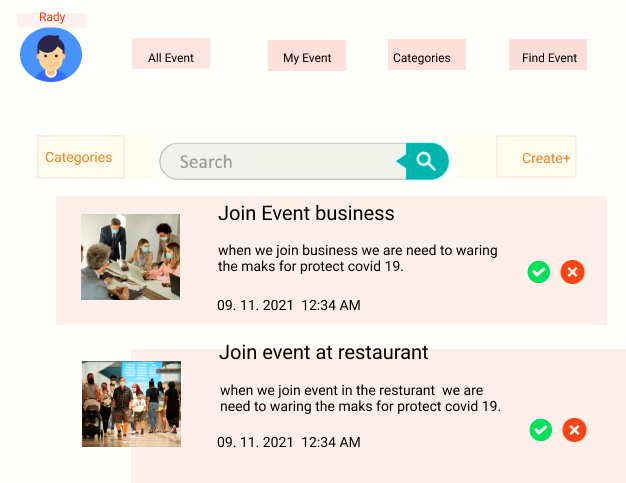 Rady
All Event
My Event
Categories
Find Event
Categories
Search
Create+
Join Event business
when we join business we are need to waring
the maks for protect covid 19.
09. 11. 2021 12:34 AM
Join event at restaurant
when we join event in the resturant we are
need to waring the maks for protect covid 19.
09. 11. 2021 12:34 AM